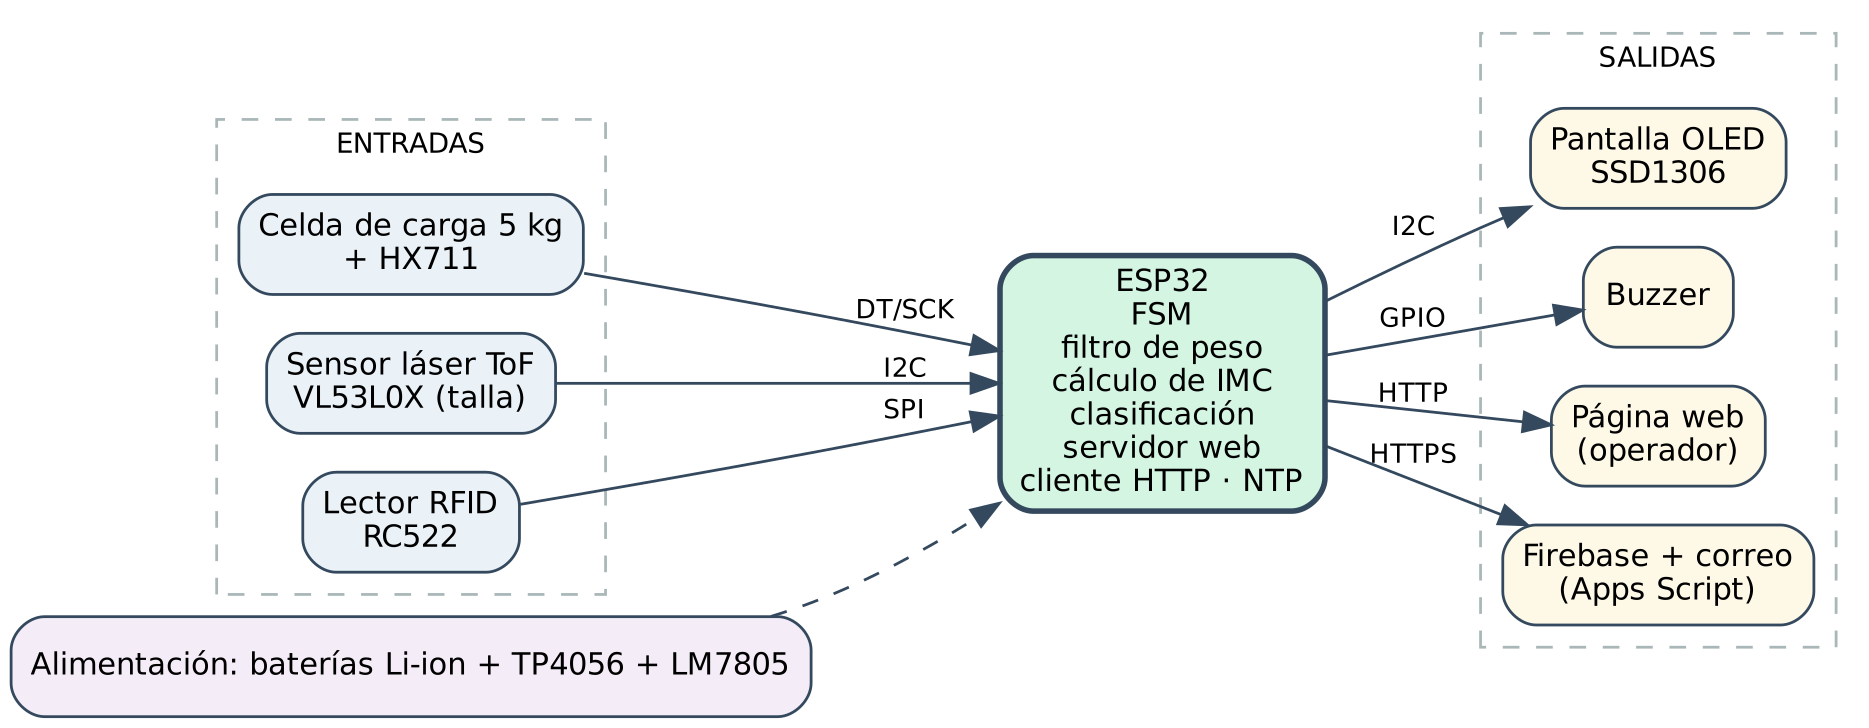 ENTRADAS
Celda de carga 5 kg
+ HX711
Sensor láser ToF
VL53L0X (talla)
Lector RFID
RC522
Alimentación: baterías Li-ion + TP4056 + LM7805
DT/SCK
I2C
SPI
ESP32
FSM
filtro de peso
cálculo de IMC
clasificación
servidor web
cliente HTTP · NTP
I2C
GPIO
HTTP
HTTPS
SALIDAS
Pantalla OLED
SSD1306
Buzzer
Página web
(operador)
Firebase + correo
(Apps Script)